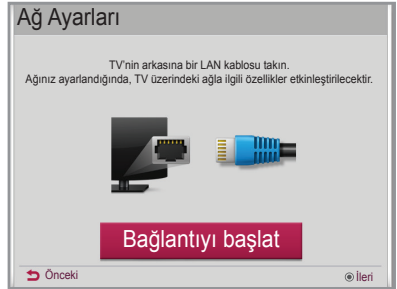 Ağ Ayarları
TV'nin arkasına bir LAN kablosu takın.
Ağınız ayarlandığında, TV üzerindeki ağla ilgili özellikler etkinleştirilecektir.
Bağlantıyı başlat
Önceki
İleri